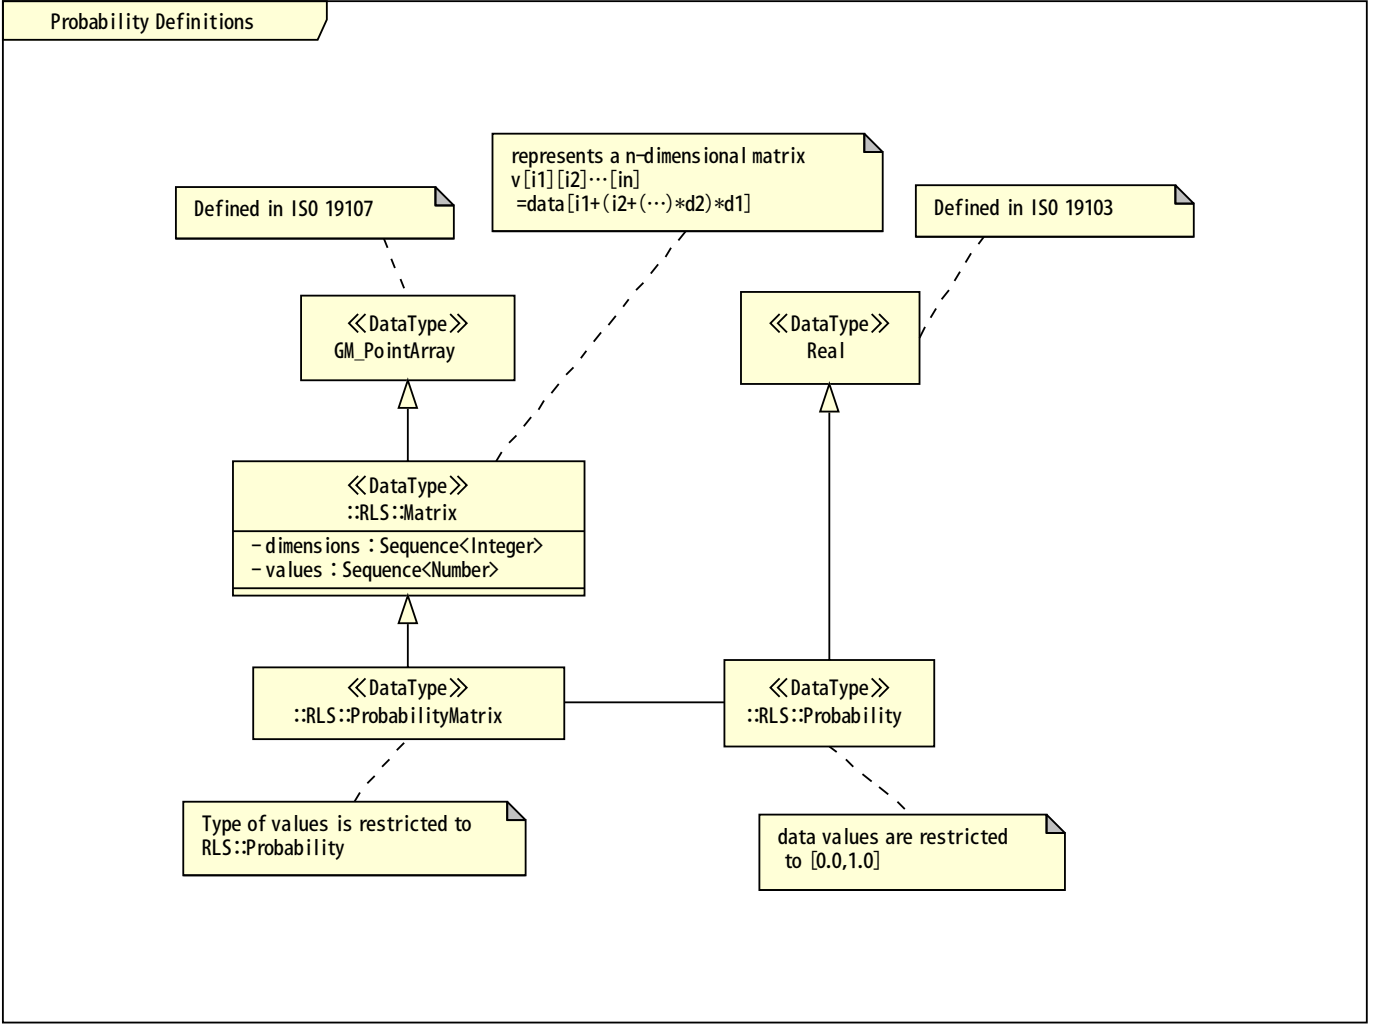 Probability Definitions
represents a n-dimensional matrix
v[i1][i2]…[in]
=data[i1+(i2+(…)*d2)*d1]
Defined in ISO 19107
Defined in ISO 19103
≪DataType≫
GM_PointArray
≪DataType≫
Real
≪DataType≫
::RLS::Matrix
- dimensions : Sequence<Integer>
- values : Sequence<Number>
≪DataType≫
::RLS::ProbabilityMatrix
≪DataType≫
::RLS::Probability
Type of values is restricted to
RLS::Probability
data values are restricted
to [0.0,1.0]